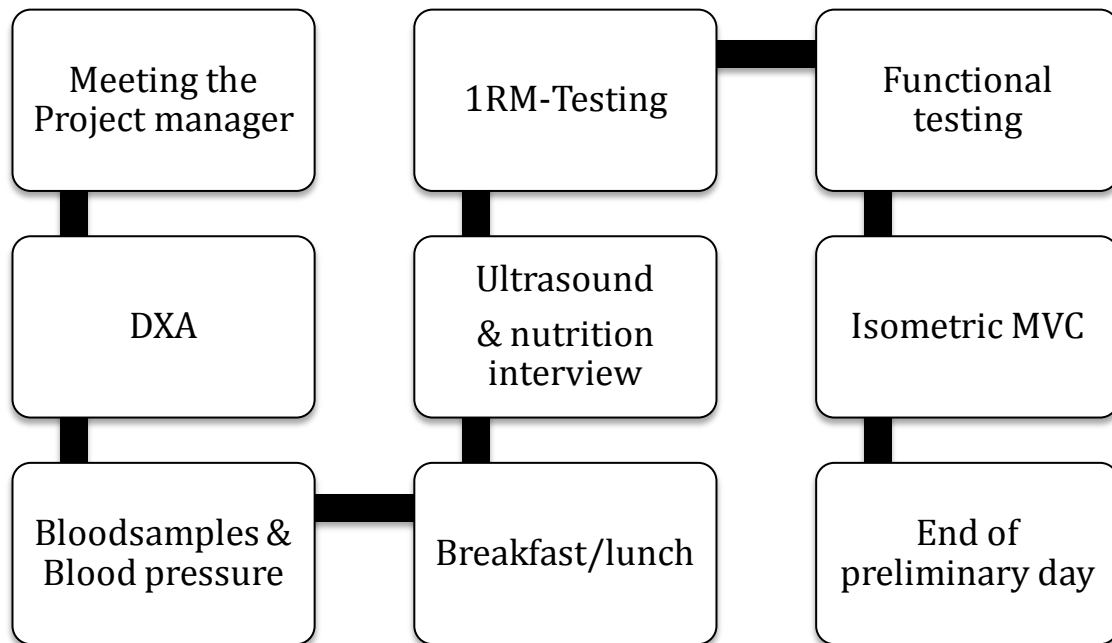 Meeting the
Project manager
DXA
Bloodsamples &
Blood pressure
Breakfast/lunch
Ultrasound
& nutrition
interview
1RM-Testing
Functional
testing
Isometric MVC
End of
preliminary day